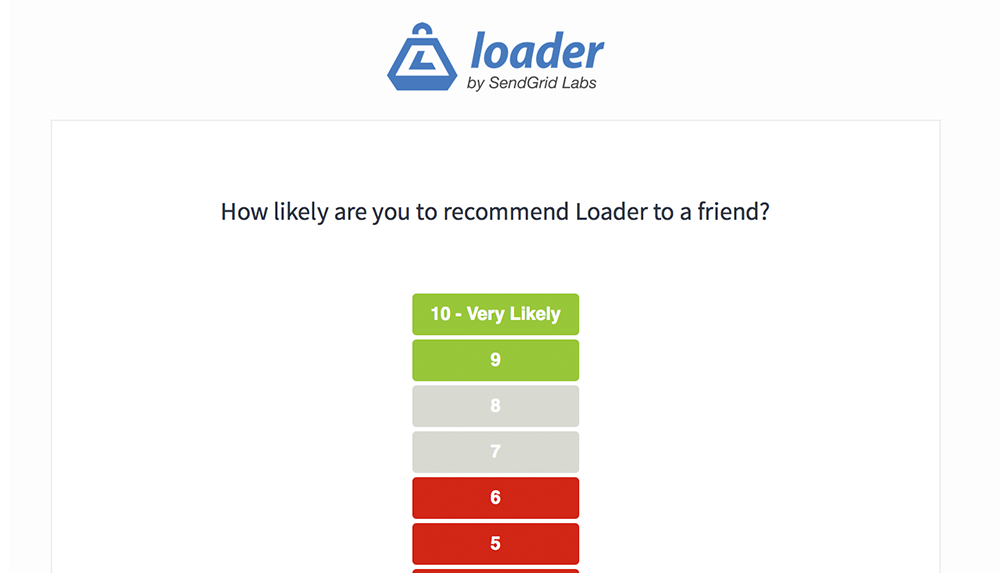 loader
by SendGrid Labs
How likely are you to recommend Loader to a friend?
10 - Very Likely
9
8
7
6
5